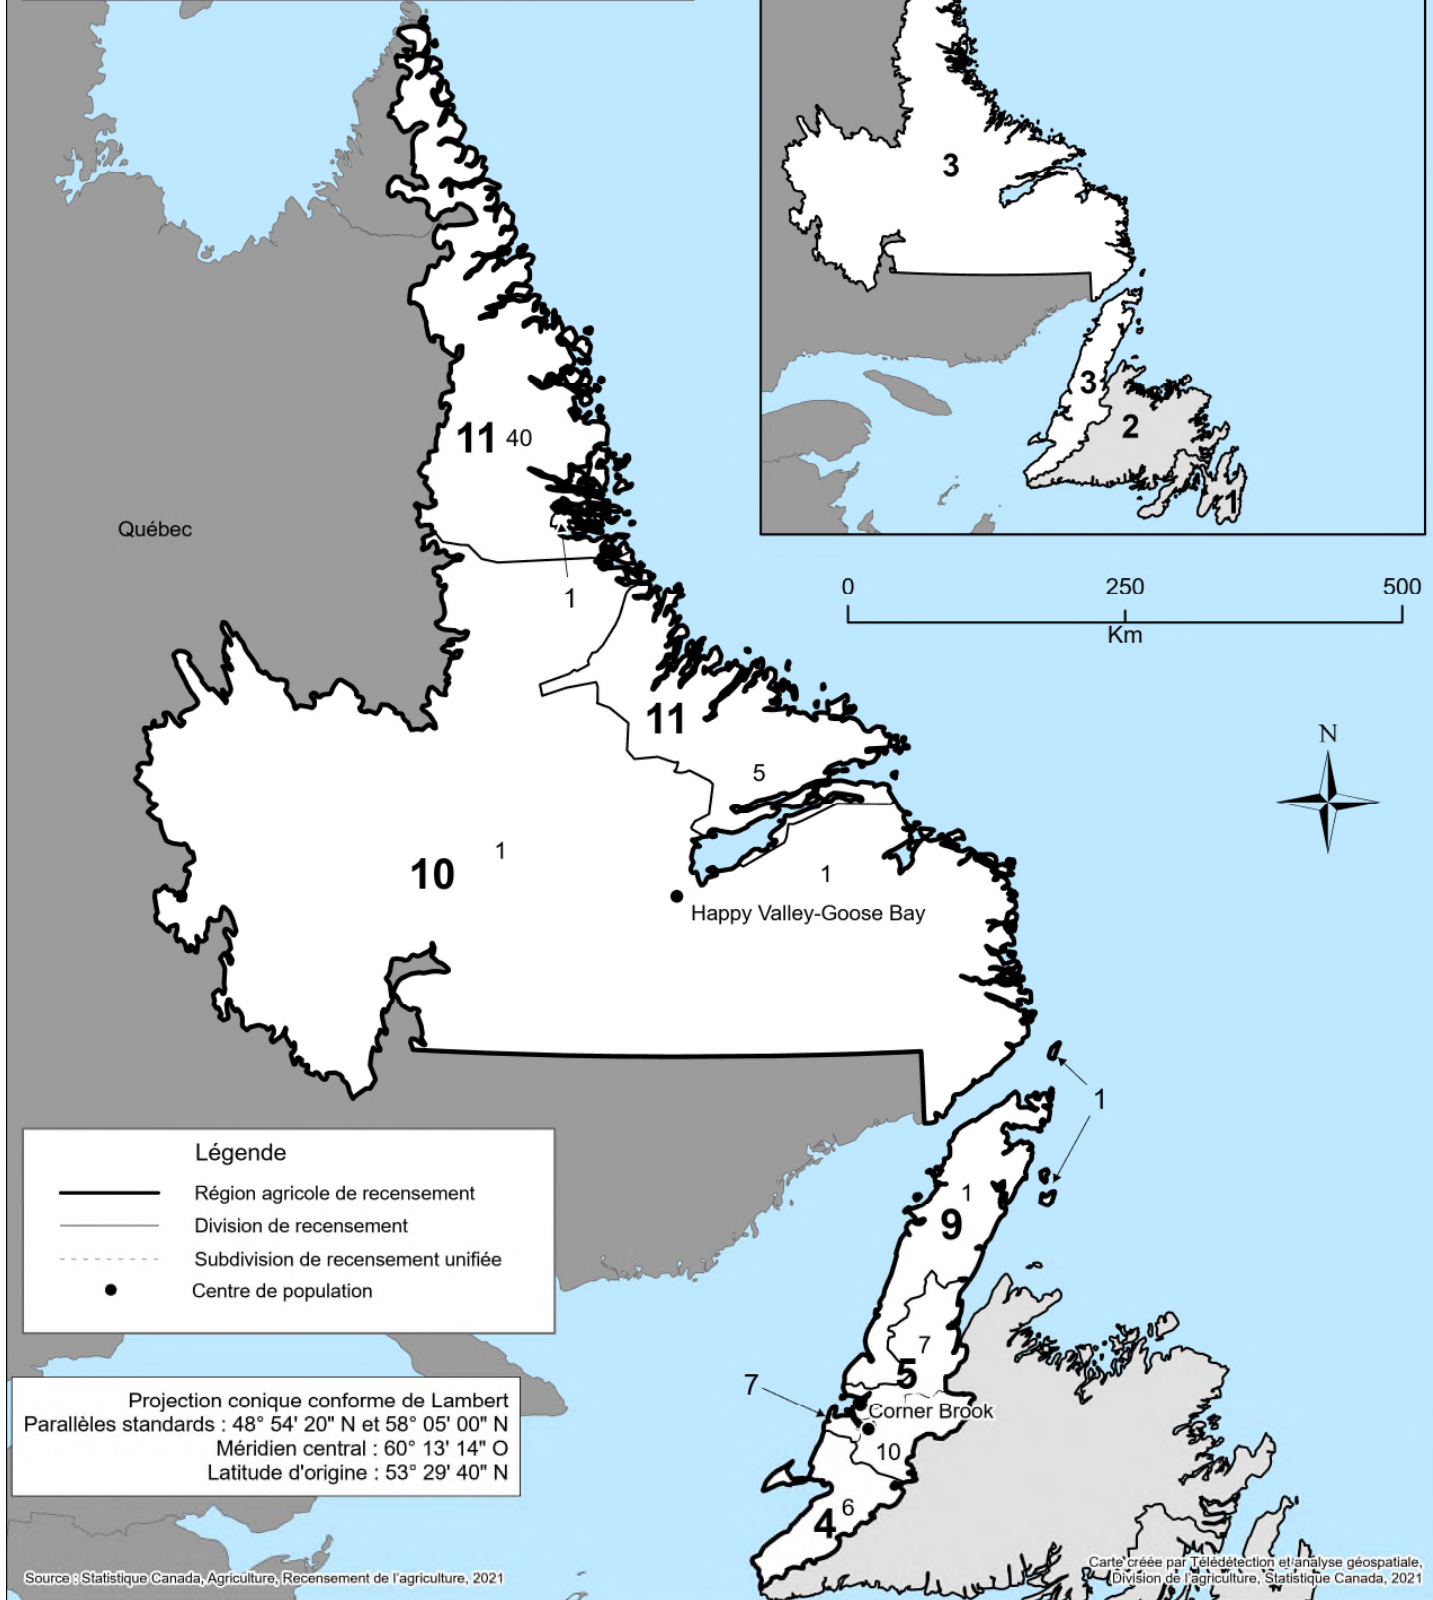 3
3
2
1
11 40
Québec
1
0 250 500
Km
11
N
5
10
1
1
Happy Valley-Goose Bay
1
Légende
Région agricole de recensement
Division de recensement
Subdivision de recensement unifiée
Centre de population
1
9
7
5
7
Corner Brook
10
6
4
Projection conique conforme de Lambert
Parallèles standards : 48° 54' 20" N et 58° 05' 00" N
Méridien central : 60° 13' 14" O
Latitude d'origine : 53° 29' 40" N
Source : Statistique Canada, Agriculture, Recensement de l'agriculture, 2021
Carte créée par Télédétection et analyse géospatiale,
Division de l'agriculture, Statistique Canada, 2021